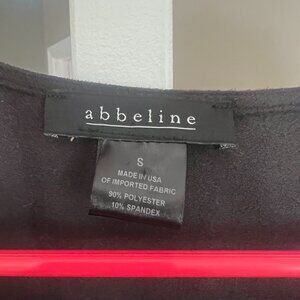 abbeline
S
MADE IN USA
OF IMPORTED FABRIC
90% POLYESTER
10% SPANDEX